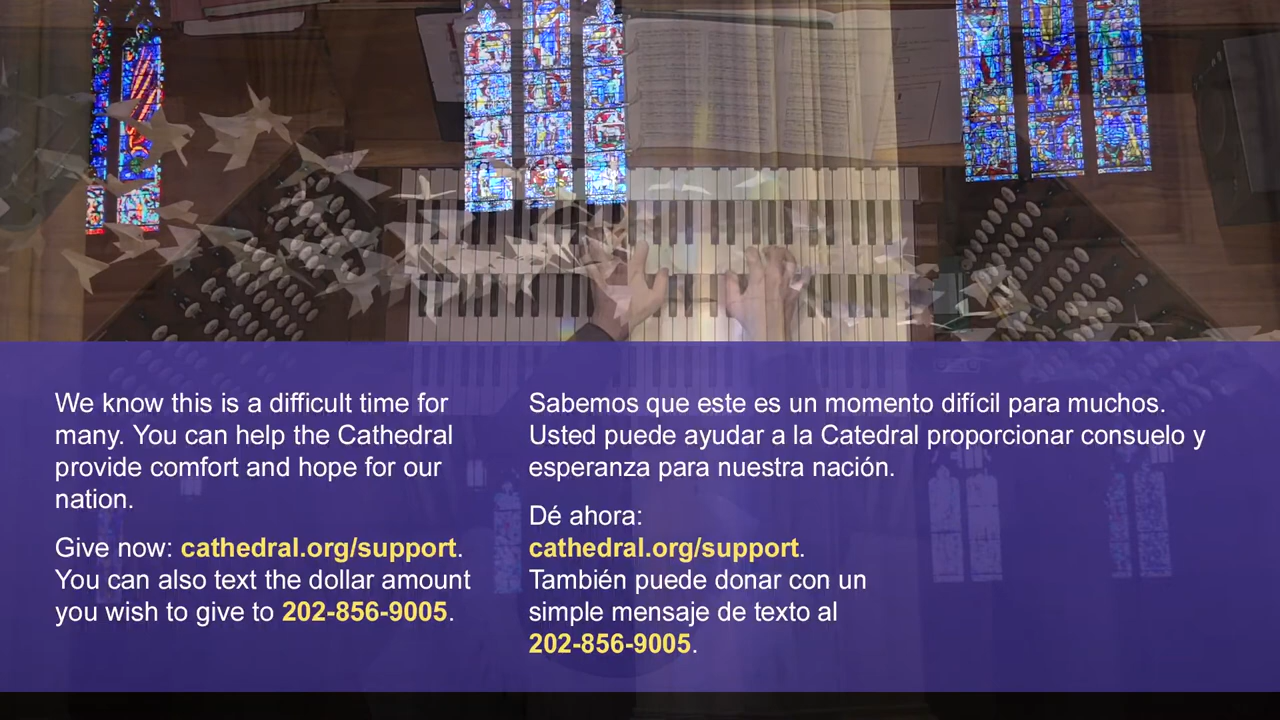 We know this is a difficult time for
many. You can help the Cathedral
provide comfort and hope for our
nation.
Give now: cathedral.org/support.
You can also text the dollar amount
you wish to give to 202-856-9005.
Sabemos que este es un momento difícil para muchos.
Usted puede ayudar a la Catedral proporcionar consuelo y
esperanza para nuestra nación.
Dé ahora:
cathedral.org/support.
También puede donar con un
simple mensaje de texto al
202-856-9005.